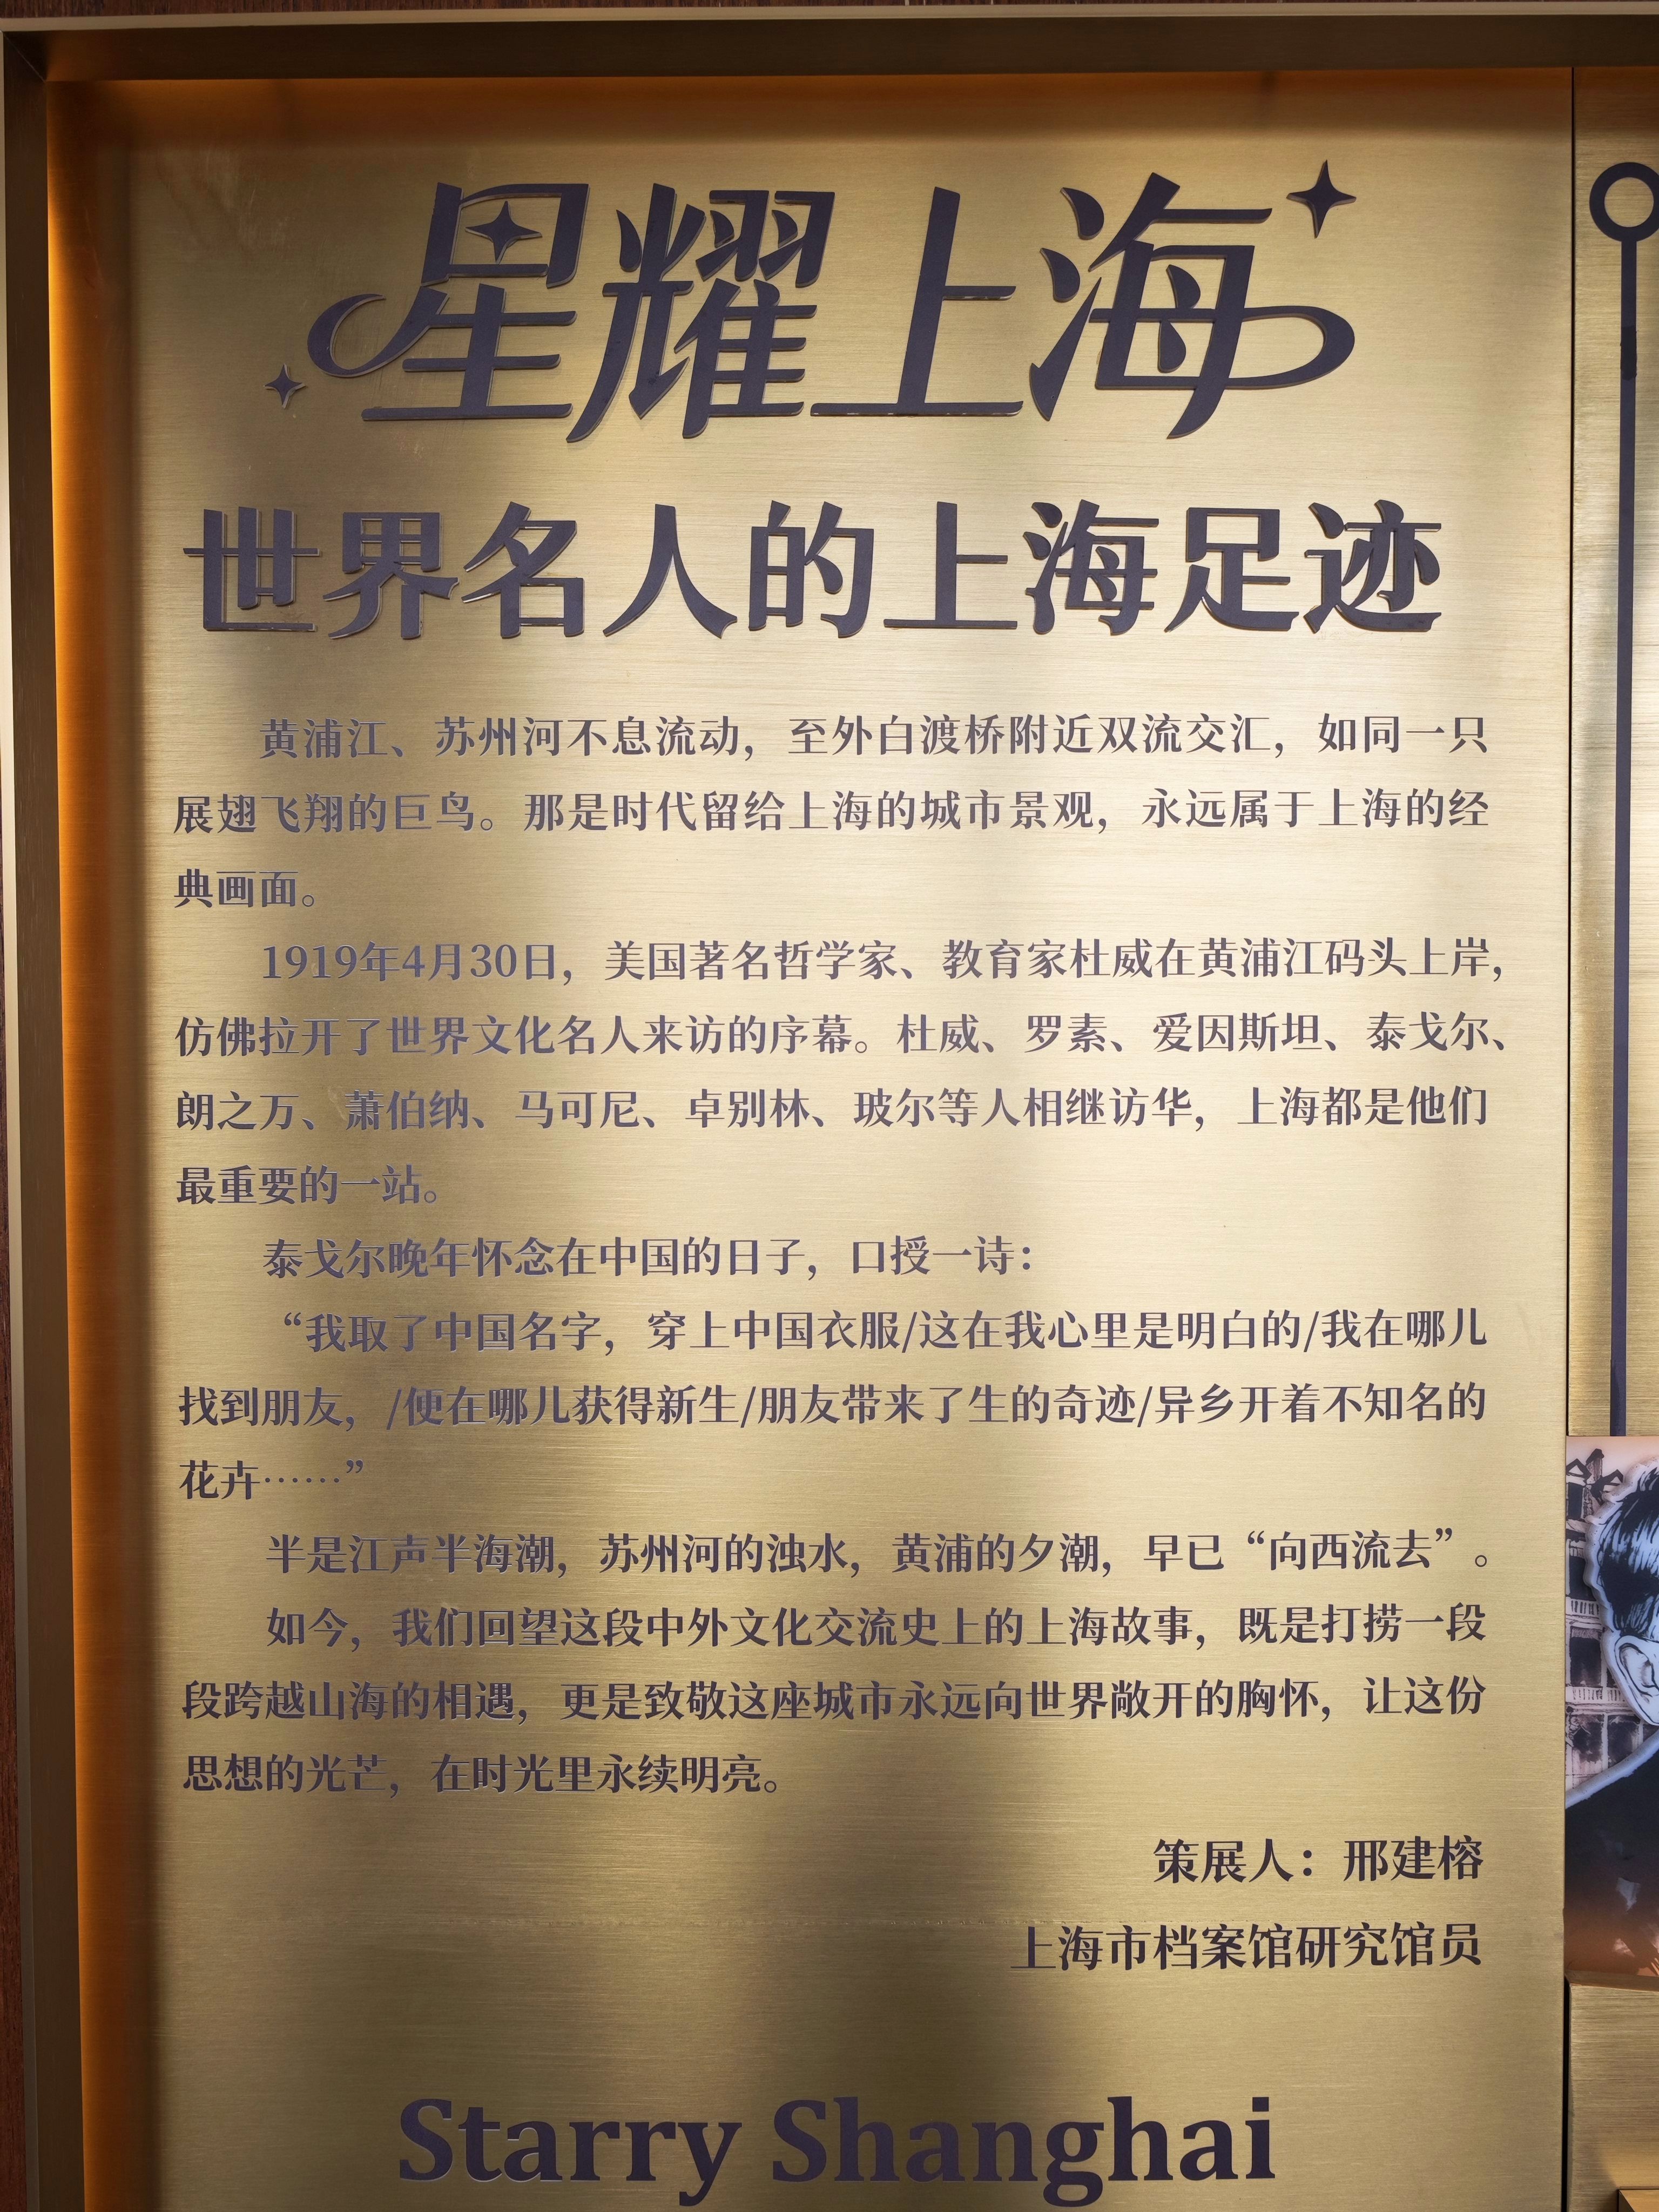 星耀上海
世界名人的上海足迹
黄浦江、苏州河不息流动，至外白渡桥附近双流交汇，如同一只
展翅飞翔的巨鸟。那是时代留给上海的城市景观，永远属于上海的经
典画面。
1919年4月30日，美国著名哲学家、教育家杜威在黄浦江码头上岸，
仿佛拉开了世界文化名人来访的序幕。杜威、罗素、爱因斯坦、泰戈尔、
朗之万、萧伯纳、马可尼、卓别林、玻尔等人相继访华，上海都是他们
最重要的一站。
泰戈尔晚年怀念在中国的日子，口授一诗：
“我取了中国名字，穿上中国衣服/这在我心里是明白的/我在哪儿
找到朋友，/便在哪儿获得新生/朋友带来了生的奇迹/异乡开着不知名的
花卉……”
半是江声半海潮，苏州河的浊水，黄浦的夕潮，早已“向西流去”。
如今，我们回望这段中外文化交流史上的上海故事，既是打捞一段
段跨越山海的相遇，更是致敬这座城市永远向世界敞开的胸怀，让这份
思想的光芒，在时光里永续明亮。
策展人：邢建榕
上海市档案馆研究馆员
Starry Shanghai